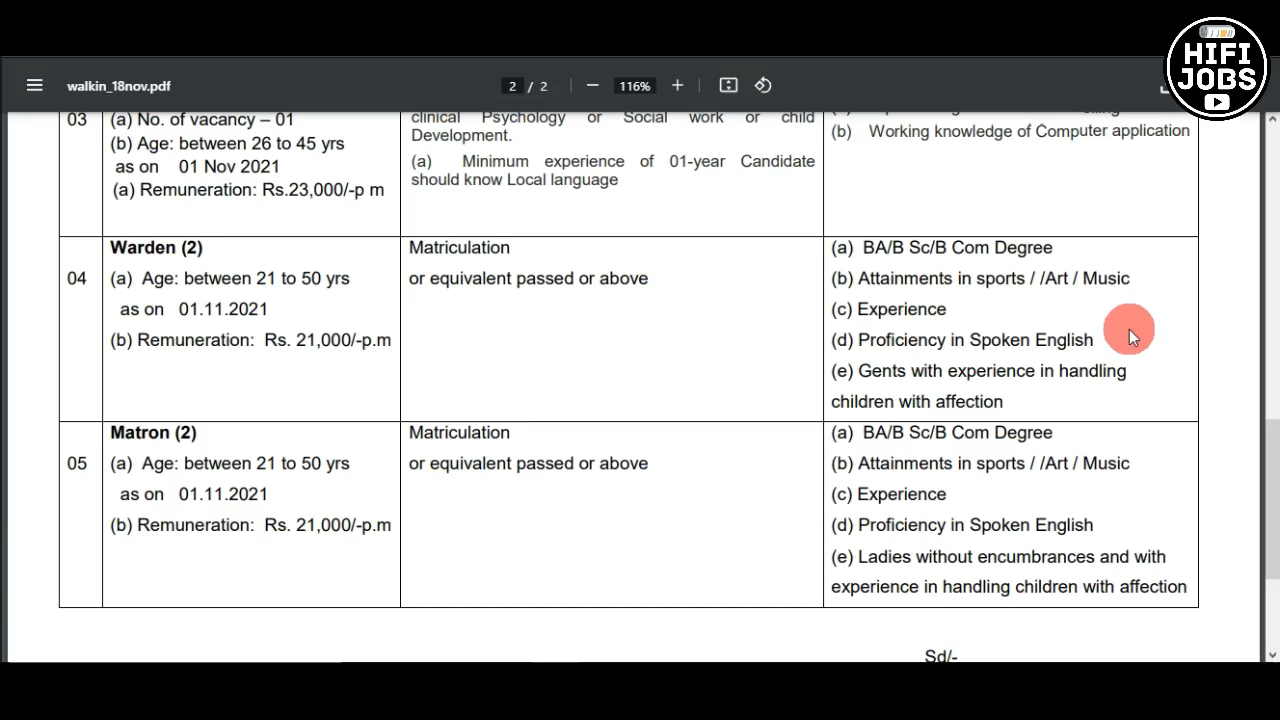 HIFI
JOBS
walkin_18nov.pdf
2 / 2
116%
03
(a) No. of vacancy – 01
(b) Age: between 26 to 45 yrs
as on 01 Nov 2021
(a) Remuneration: Rs.23,000/-p m
clinical Psychology or Social work or child
Development.
(a) Minimum experience of 01-year Candidate
should know Local language
(b) Working knowledge of Computer application
04
Warden (2)
(a) Age: between 21 to 50 yrs
as on 01.11.2021
(b) Remuneration: Rs. 21,000/-p.m
Matriculation
or equivalent passed or above
(a) BA/B Sc/B Com Degree
(b) Attainments in sports / /Art / Music
(c) Experience
(d) Proficiency in Spoken English
(e) Gents with experience in handling
children with affection
05
Matron (2)
(a) Age: between 21 to 50 yrs
as on 01.11.2021
(b) Remuneration: Rs. 21,000/-p.m
Matriculation
or equivalent passed or above
(a) BA/B Sc/B Com Degree
(b) Attainments in sports / /Art / Music
(c) Experience
(d) Proficiency in Spoken English
(e) Ladies without encumbrances and with
experience in handling children with affection
Sd/-